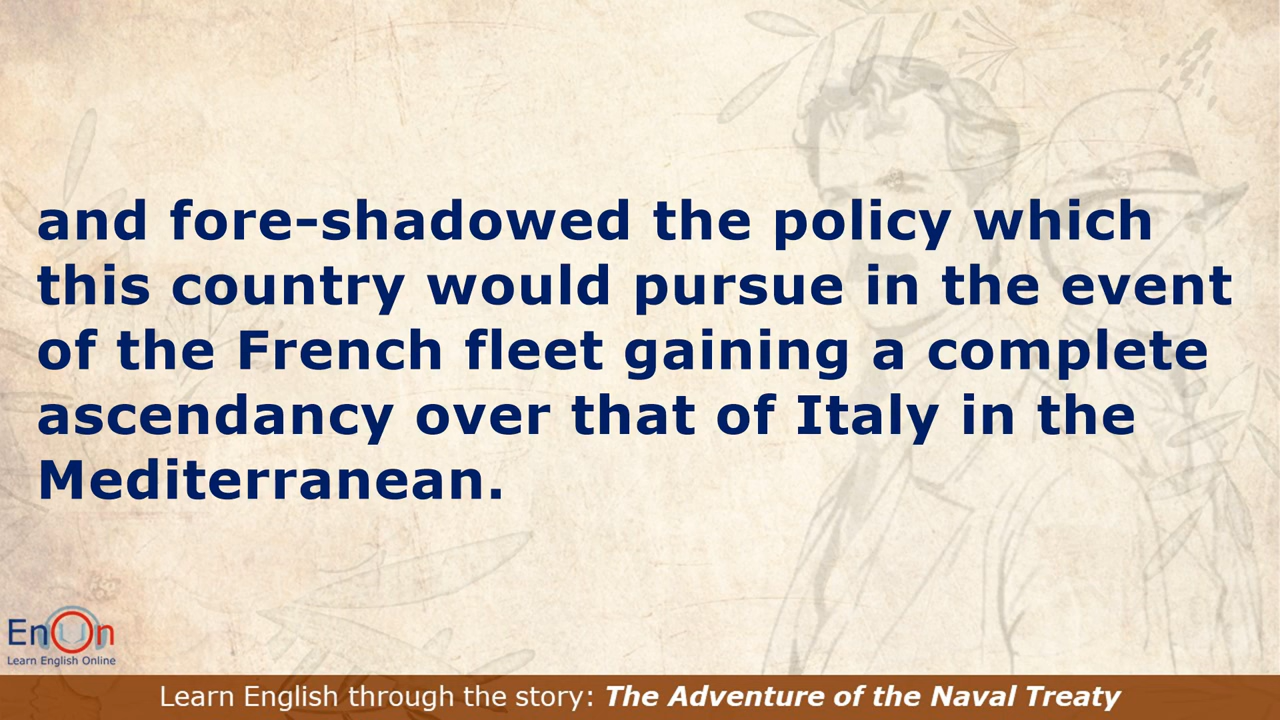 and fore-shadowed the policy which
this country would pursue in the event
of the French fleet gaining a complete
ascendancy over that of Italy in the
Mediterranean.
EnOn
Learn English Online
Learn English through the story: The Adventure of the Naval Treaty